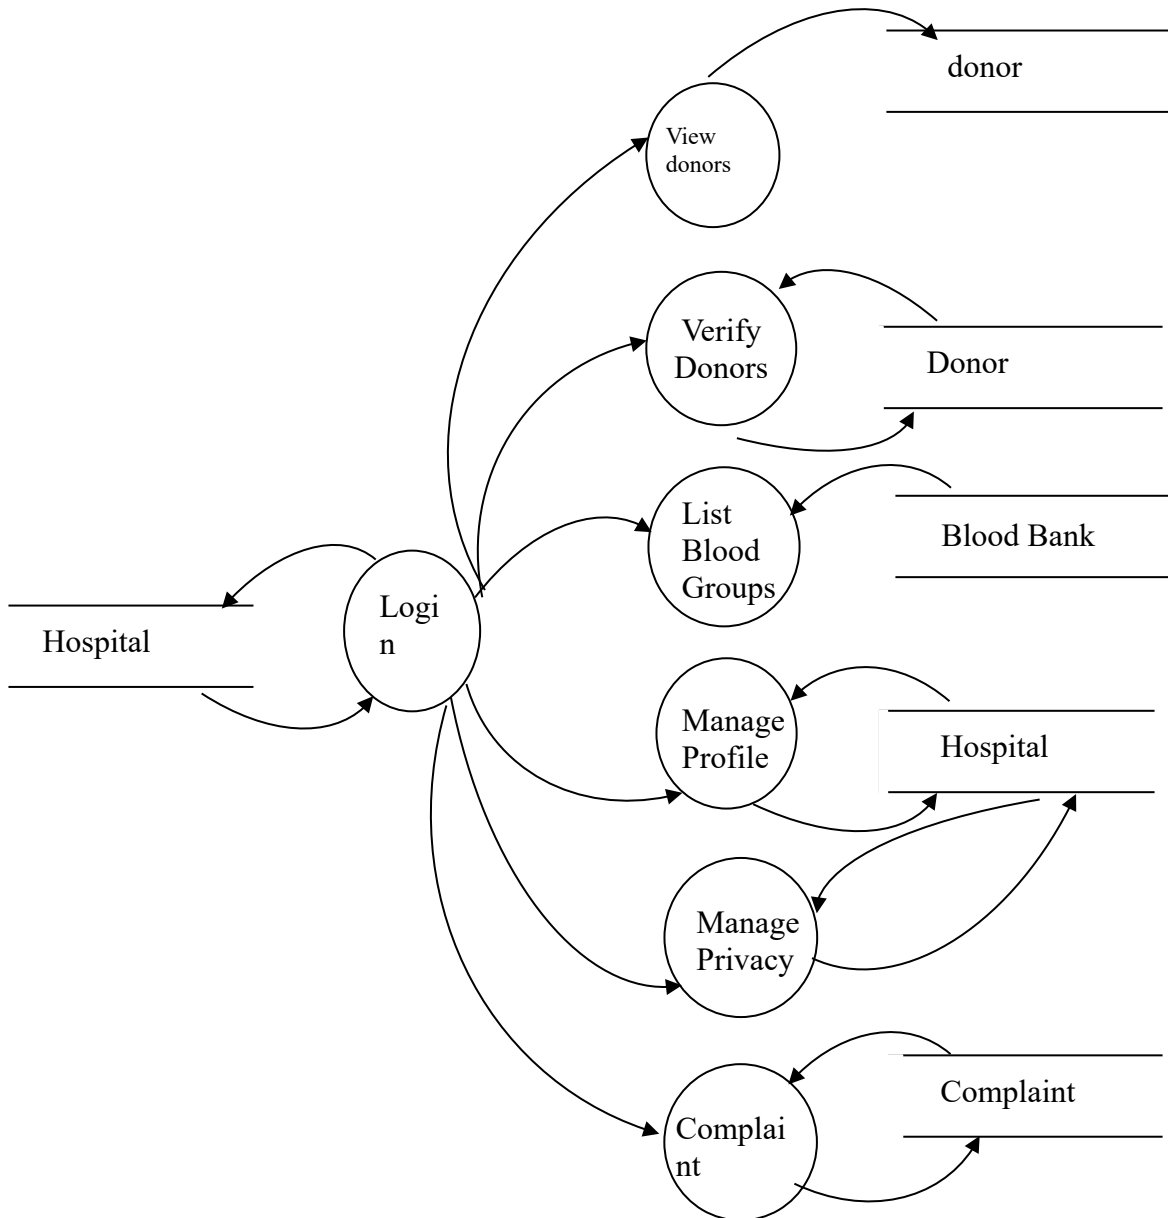 donor
View
donors
Verify
Donors
Donor
List
Blood
Groups
Blood Bank
Logi
n
Hospital
Manage
Profile
Hospital
Manage
Privacy
Complaint
Complai
nt